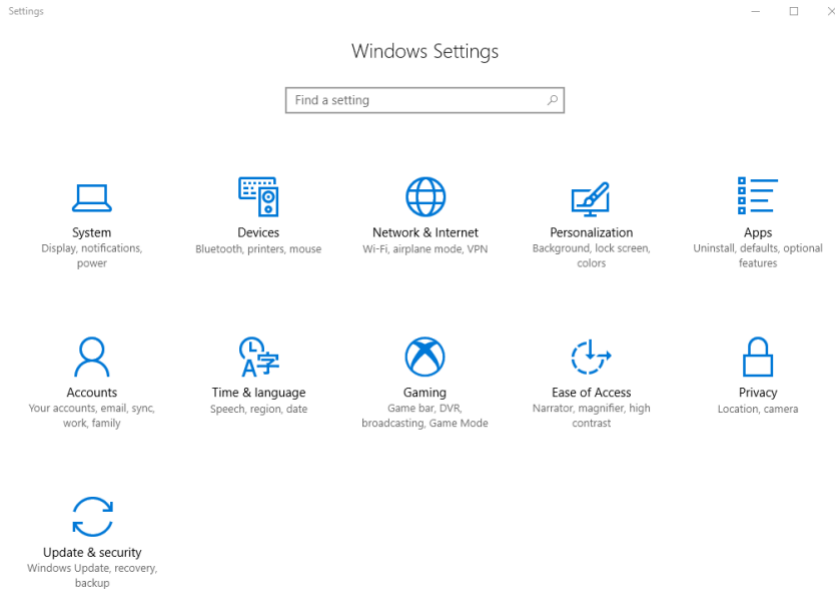 Settings
Windows Settings
Find a setting
System
Display, notifications,
power
Devices
Bluetooth, printers, mouse
Network & Internet
Wi-Fi, airplane mode, VPN
Personalization
Background, lock screen,
colors
Apps
Uninstall, defaults, optional
features
Accounts
Your accounts, email, sync,
work, family
Time & language
Speech, region, date
Gaming
Game bar, DVR,
broadcasting, Game Mode
Ease of Access
Narrator, magnifier, high
contrast
Privacy
Location, camera
Update & security
Windows Update, recovery,
backup